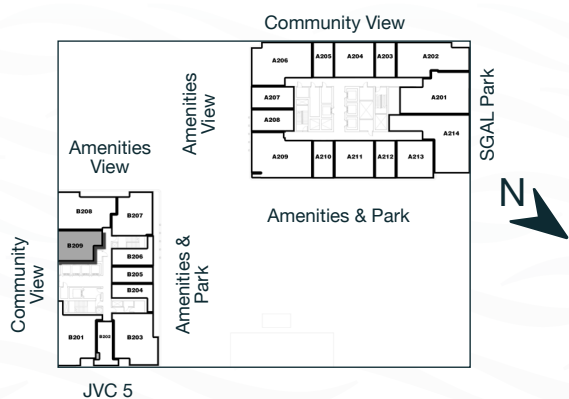 Community View
A206
A205
A204
A203
A202
A207
A208
A201
A214
A209
A210
A211
A212
A213
Amenities
View
SGAL Park
Amenities
View
Amenities & Park
N
B208
B207
B209
B206
B205
B204
B201
B202
B203
Community
View
Amenities &
Park
JVC 5